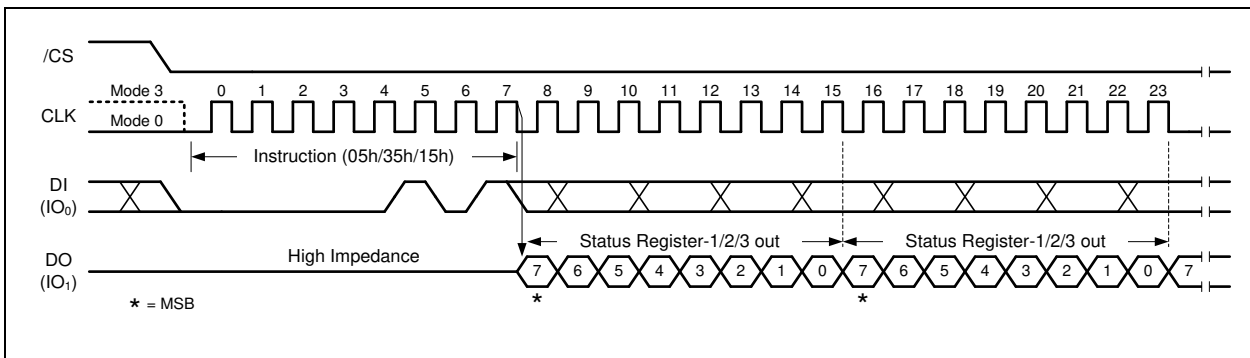 /CS
Mode 3 0 1 2 3 4 5 6 7 8 9 10 11 12 13 14 15 16 17 18 19 20 21 22 23
CLK
Mode 0
Instruction (05h/35h/15h)
DI
(IO₀)
Status Register-1/2/3 out Status Register-1/2/3 out
High Impedance
DO
(IO₁)
7 6 5 4 3 2 1 0 7 6 5 4 3 2 1 0 7
* *
* = MSB